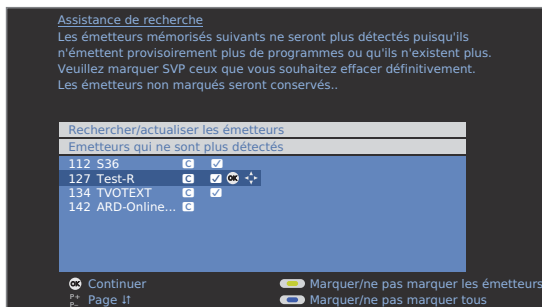 Assistance de recherche
Les émetteurs mémorisés suivants ne seront plus détectés puisqu'ils
n'émettent provisoirement plus de programmes ou qu'ils n'existent plus.
Veuillez marquer SVP ceux que vous souhaitez effacer définitivement.
Les émetteurs non marqués seront conservés..
Rechercher/actualiser les émetteurs
Emetteurs qui ne sont plus détectés
112 S36 C
127 Test-R C OK
134 TVOTEXT C
142 ARD-Online... C
OK Continuer
Marquer/ne pas marquer les émetteurs
P+ P- Page
Marquer/ne pas marquer tous